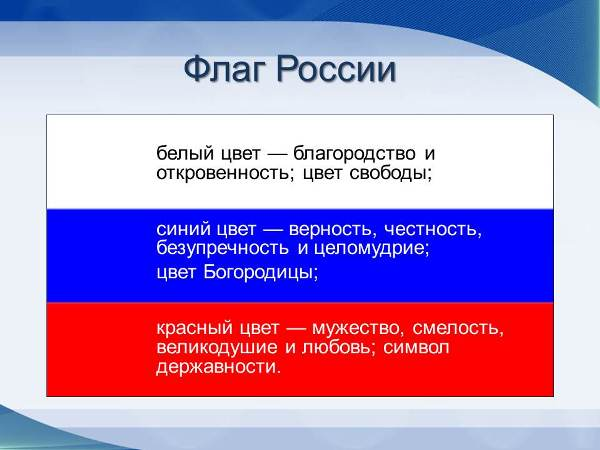 Флаг России
белый цвет — благородство и
откровенность; цвет свободы;
синий цвет — верность, честность,
безупречность и целомудрие;
цвет Богородицы;
красный цвет — мужество, смелость,
великодушие и любовь; символ
державности.